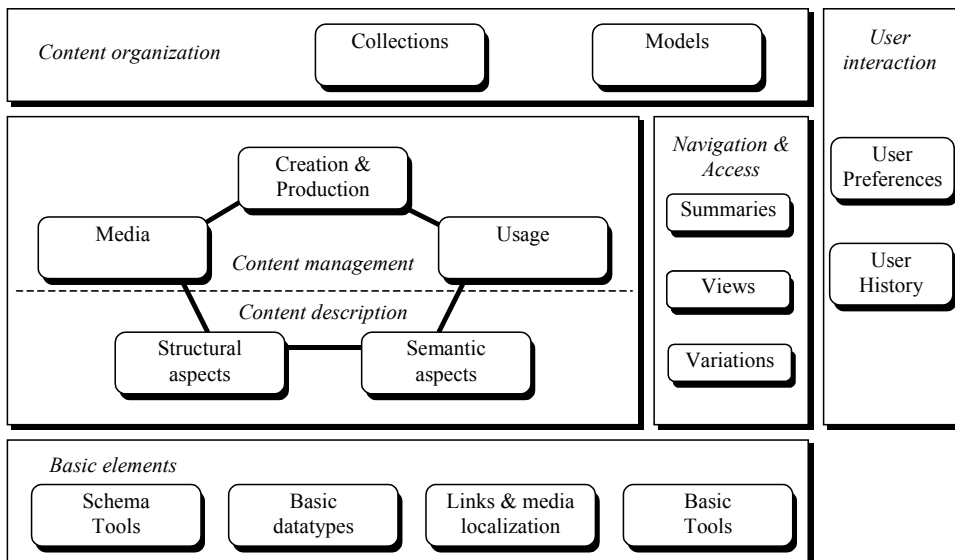 Content organization
Collections
Models
User
interaction
User
Preferences
User
History
Creation &
Production
Media
Usage
Content management
Content description
Structural
aspects
Semantic
aspects
Navigation &
Access
Summaries
Views
Variations
Basic elements
Schema
Tools
Basic
datatypes
Links & media
localization
Basic
Tools